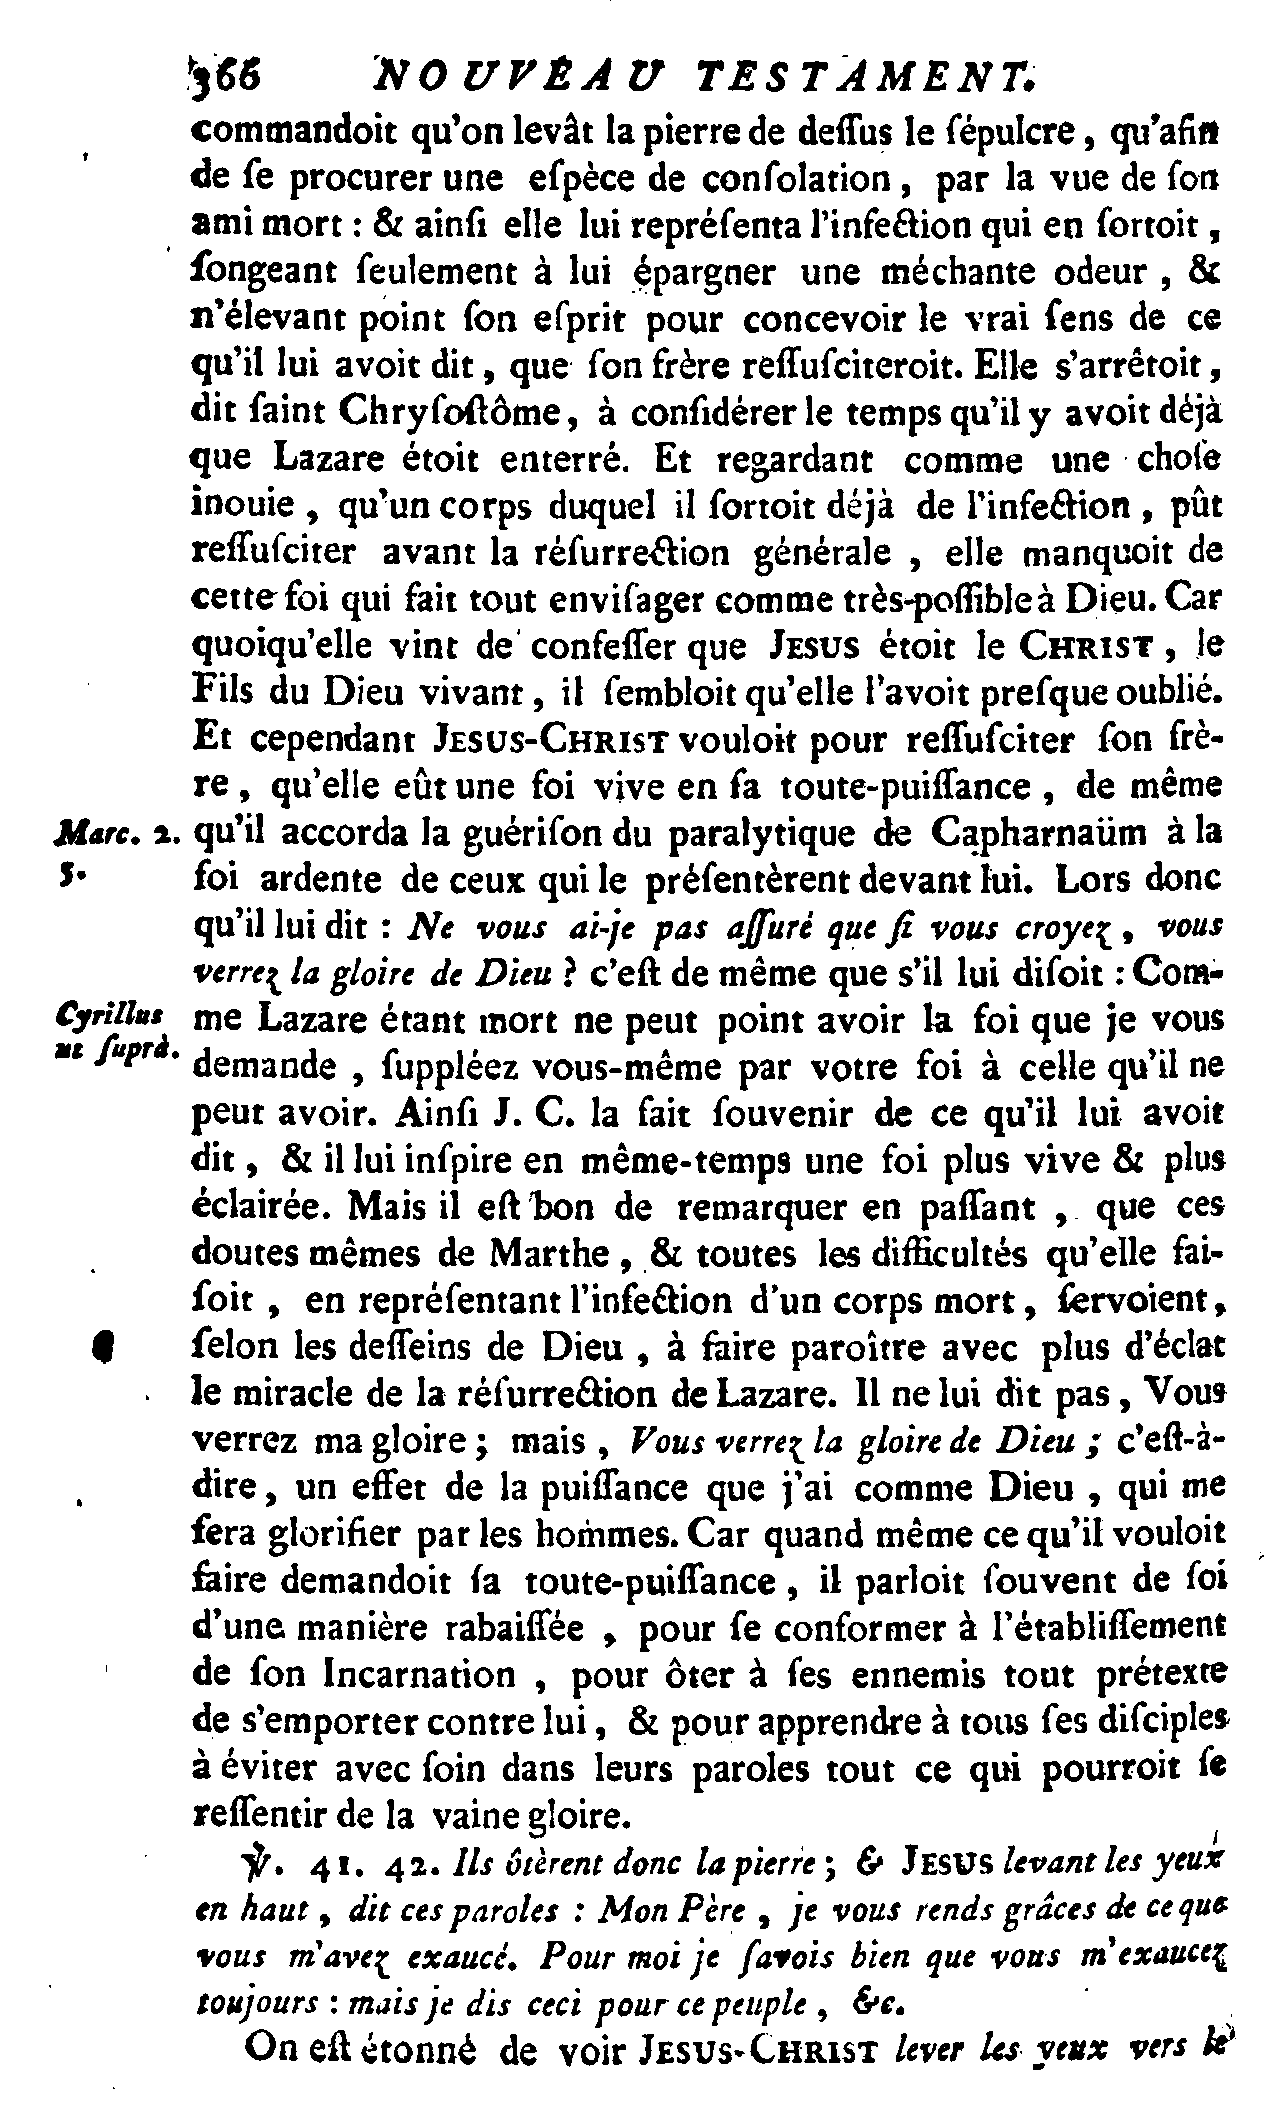 366 NOUVEAU TESTAMENT.
commandoit qu'on levât la pierre de deſſus le ſépulcre, qu'afin
de ſe procurer une eſpèce de conſolation, par la vue de ſon
ami mort : & ainſi elle lui repréſenta l'infection qui en ſortoit,
ſongeant ſeulement à lui épargner une méchante odeur, &
n'élevant point ſon eſprit pour concevoir le vrai ſens de ce
qu'il lui avoit dit, que ſon frère reſſuſciteroit. Elle s'arrêtoit,
dit ſaint Chryſoſtôme, à conſidérer le temps qu'il y avoit déjà
que Lazare étoit enterré. Et regardant comme une choſe
inouie, qu'un corps duquel il ſortoit déjà de l'infection, pût
reſſuſciter avant la réſurrection générale, elle manquoit de
cette foi qui fait tout enviſager comme très-poſſible à Dieu. Car
quoiqu'elle vint de confeſſer que JESUS étoit le CHRIST, le
Fils du Dieu vivant, il ſembloit qu'elle l'avoit preſque oublié.
Et cependant JESUS-CHRIST vouloit pour reſſuſciter ſon frè-
re, qu'elle eût une foi vive en ſa toute-puiſſance, de même
Marc. 2. qu'il accorda la guériſon du paralytique de Capharnaüm à la
5. foi ardente de ceux qui le préſentèrent devant lui. Lors donc
qu'il lui dit : Ne vous ai-je pas aſſuré que ſi vous croyez, vous
verrez la gloire de Dieu ? c'eſt de même que s'il lui diſoit : Com-
Cyrillus me Lazare étant mort ne peut point avoir la foi que je vous
ut ſuprà. demande, ſuppléez vous-même par votre foi à celle qu'il ne
peut avoir. Ainſi J. C. la fait ſouvenir de ce qu'il lui avoit
dit, & il lui inſpire en même-temps une foi plus vive & plus
éclairée. Mais il eſt bon de remarquer en paſſant, que ces
doutes mêmes de Marthe, & toutes les difficultés qu'elle fai-
ſoit, en repréſentant l'infection d'un corps mort, ſervoient,
ſelon les deſſeins de Dieu, à faire paroître avec plus d'éclat
le miracle de la réſurrection de Lazare. Il ne lui dit pas, Vous
verrez ma gloire ; mais, Vous verrez la gloire de Dieu ; c'eſt-à-
dire, un effet de la puiſſance que j'ai comme Dieu, qui me
fera glorifier par les hommes. Car quand même ce qu'il vouloit
faire demandoit ſa toute-puiſſance, il parloit ſouvent de ſoi
d'une manière rabaiſſée, pour ſe conformer à l'établiſſement
de ſon Incarnation, pour ôter à ſes ennemis tout prétexte
de s'emporter contre lui, & pour apprendre à tous ſes diſciples
à éviter avec ſoin dans leurs paroles tout ce qui pourroit ſe
reſſentir de la vaine gloire.
℣. 41. 42. Ils ôtèrent donc la pierre ; & JESUS levant les yeux
en haut, dit ces paroles : Mon Père, je vous rends grâces de ce que
vous m'avez exaucé. Pour moi je ſavois bien que vous m'exaucez
toujours : mais je dis ceci pour ce peuple, &c.
On eſt étonné de voir JESUS-CHRIST lever les yeux vers le